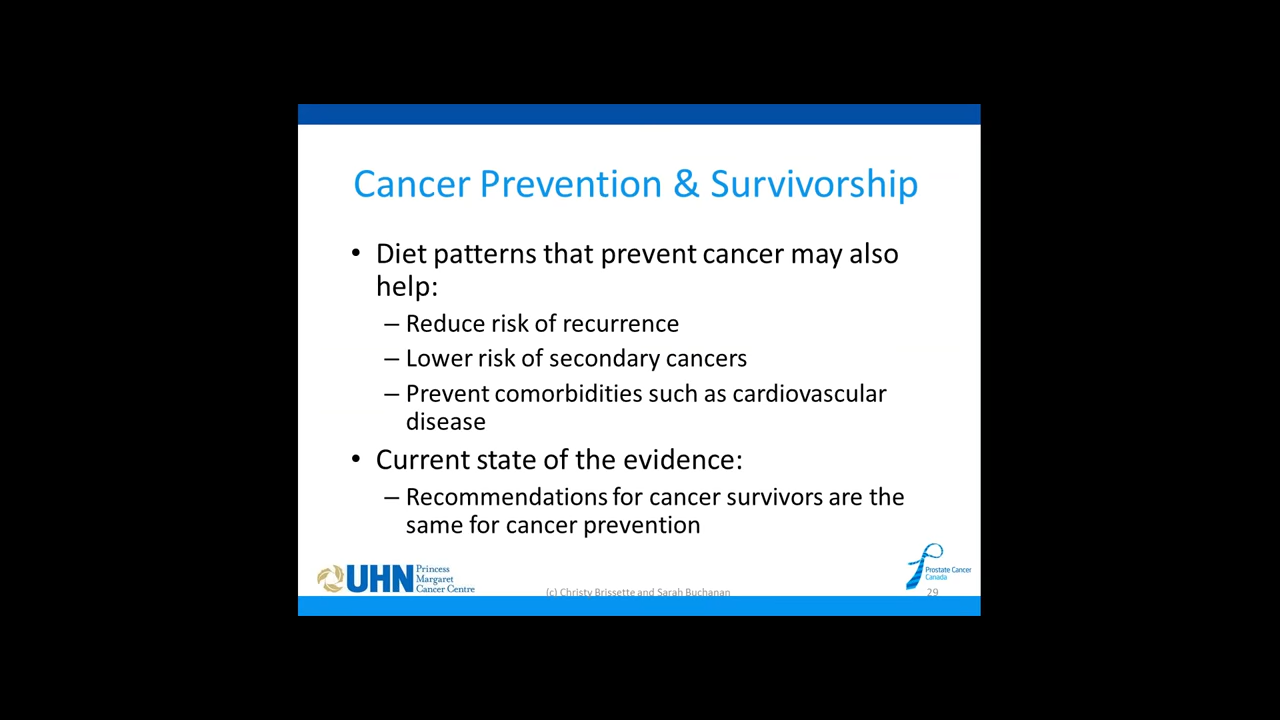 Cancer Prevention & Survivorship
• Diet patterns that prevent cancer may also
help:
– Reduce risk of recurrence
– Lower risk of secondary cancers
– Prevent comorbidities such as cardiovascular
disease
• Current state of the evidence:
– Recommendations for cancer survivors are the
same for cancer prevention
UHN
Princess
Margaret
Cancer Centre
(c) Christy Brissette and Sarah Buchanan
Prostate Cancer
Canada
29